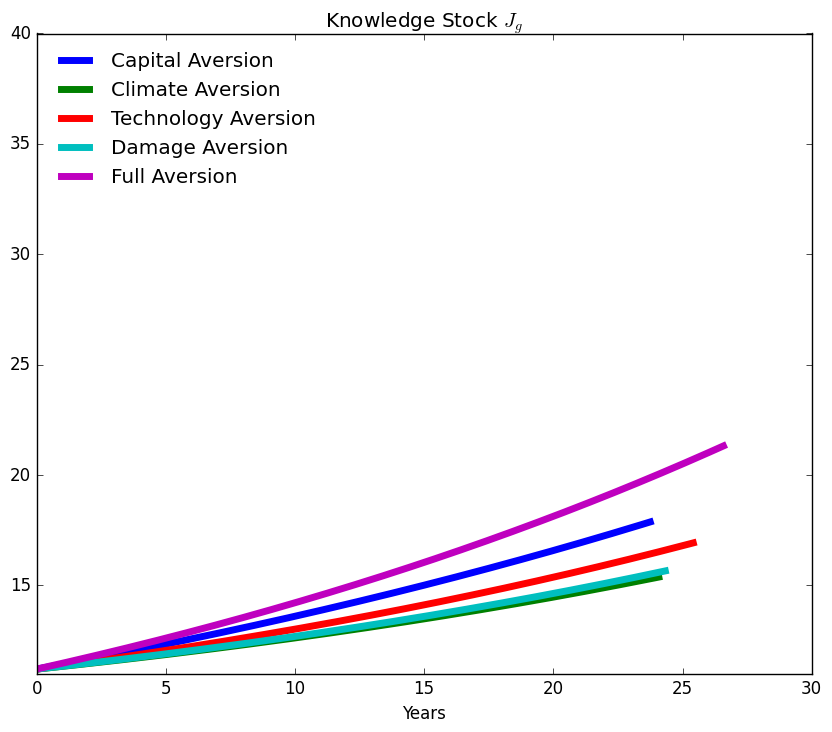 Knowledge Stock J_g
40
Capital Aversion
Climate Aversion
35
Technology Aversion
Damage Aversion
Full Aversion
30
25
20
15
0 5 10 15 20 25 30
Years